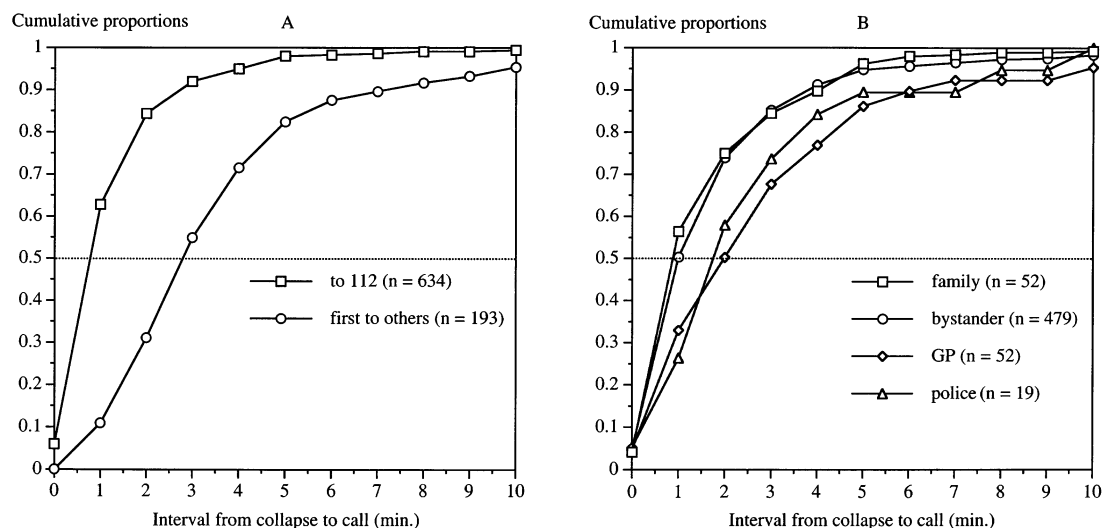 Cumulative proportions
A
1
0.9
0.8
0.7
0.6
0.5
0.4
0.3
0.2
0.1
0
to 112 (n = 634)
first to others (n = 193)
0 1 2 3 4 5 6 7 8 9 10
Interval from collapse to call (min.)
Cumulative proportions
B
1
0.9
0.8
0.7
0.6
0.5
0.4
0.3
0.2
0.1
0
family (n = 52)
bystander (n = 479)
GP (n = 52)
police (n = 19)
0 1 2 3 4 5 6 7 8 9 10
Interval from collapse to call (min.)